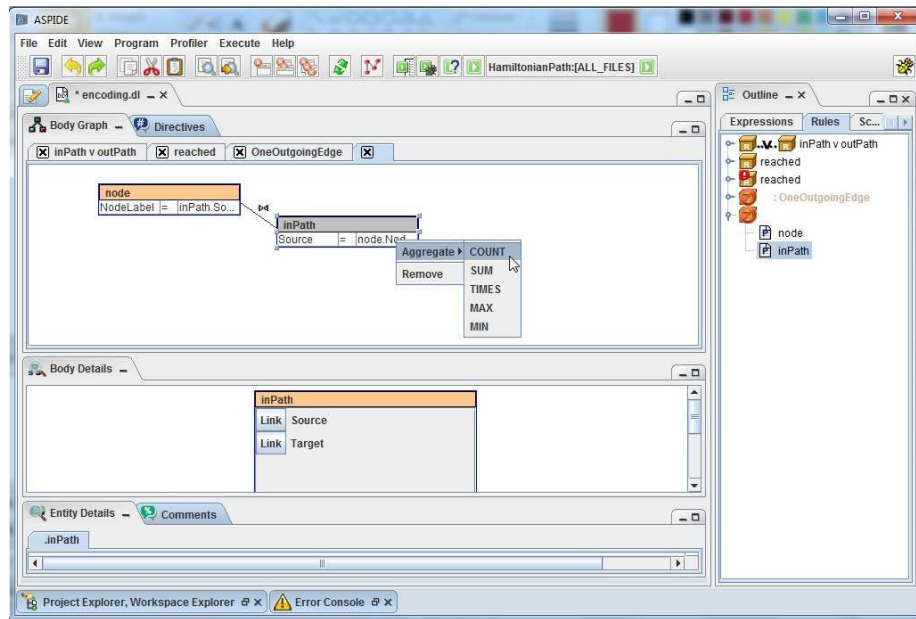 ASPIDE
File Edit View Program Profiler Execute Help
HamiltonianPath:[ALL_FILES]
* encoding.dl
Body Graph
Directives
inPath v outPath
reached
OneOutgoingEdge
node
NodeLabel = inPath.So...
inPath
Source = node.Nod...
Aggregate
COUNT
Remove
SUM
TIMES
MAX
MIN
Body Details
inPath
Link Source
Link Target
Entity Details
Comments
.inPath
Outline
Expressions Rules Sc...
..v.. inPath v outPath
reached
reached
: OneOutgoingEdge
node
inPath
Project Explorer, Workspace Explorer
Error Console